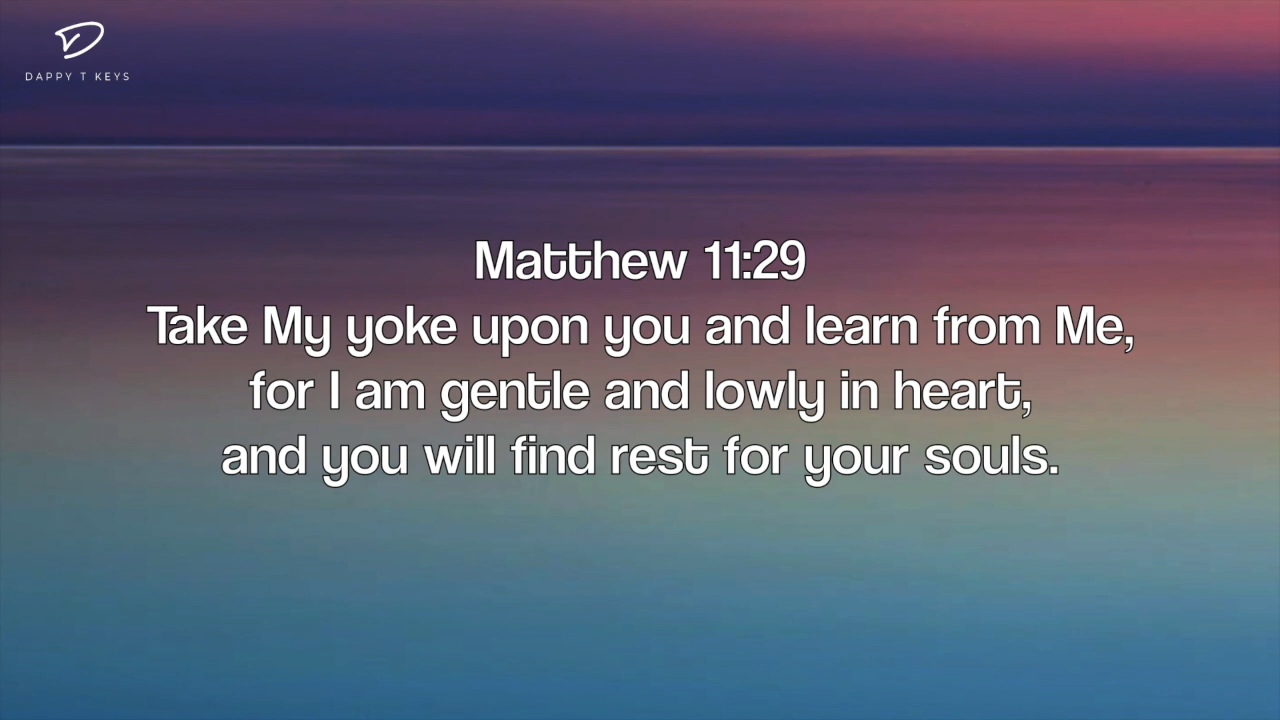 DAPPY T KEYS
Matthew 11:29
Take My yoke upon you and learn from Me,
for I am gentle and lowly in heart,
and you will find rest for your souls.